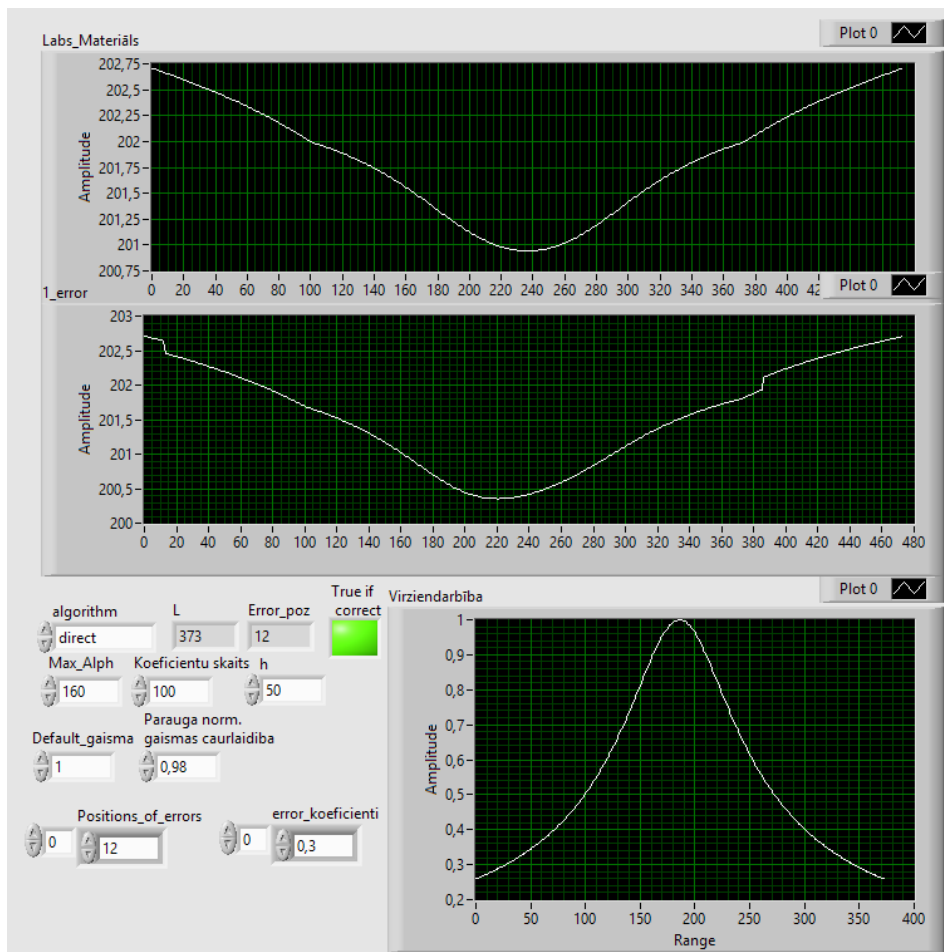 Plot 0
Labs_Materiāls
202,75
202,5
202,25
202
201,75
201,5
201,25
201
200,75
Amplitude
0 20 40 60 80 100 120 140 160 180 200 220 240 260 280 300 320 340 360 380 400 42
Plot 0
1_error
203
202,5
202
201,5
201
200,5
200
Amplitude
0 20 40 60 80 100 120 140 160 180 200 220 240 260 280 300 320 340 360 380 400 420 440 460 480
Plot 0
algorithm
direct
L
373
Error_poz
12
True if
correct
Max_Alph
160
Koeficientu skaits
100
h
50
Default_gaisma
1
Parauga norm.
gaismas caurlaidiba
0,98
Positions_of_errors
0
12
error_koeficienti
0
0,3
Virziendarbība
1
0,9
0,8
0,7
0,6
0,5
0,4
0,3
0,2
Amplitude
0 50 100 150 200 250 300 350 400
Range